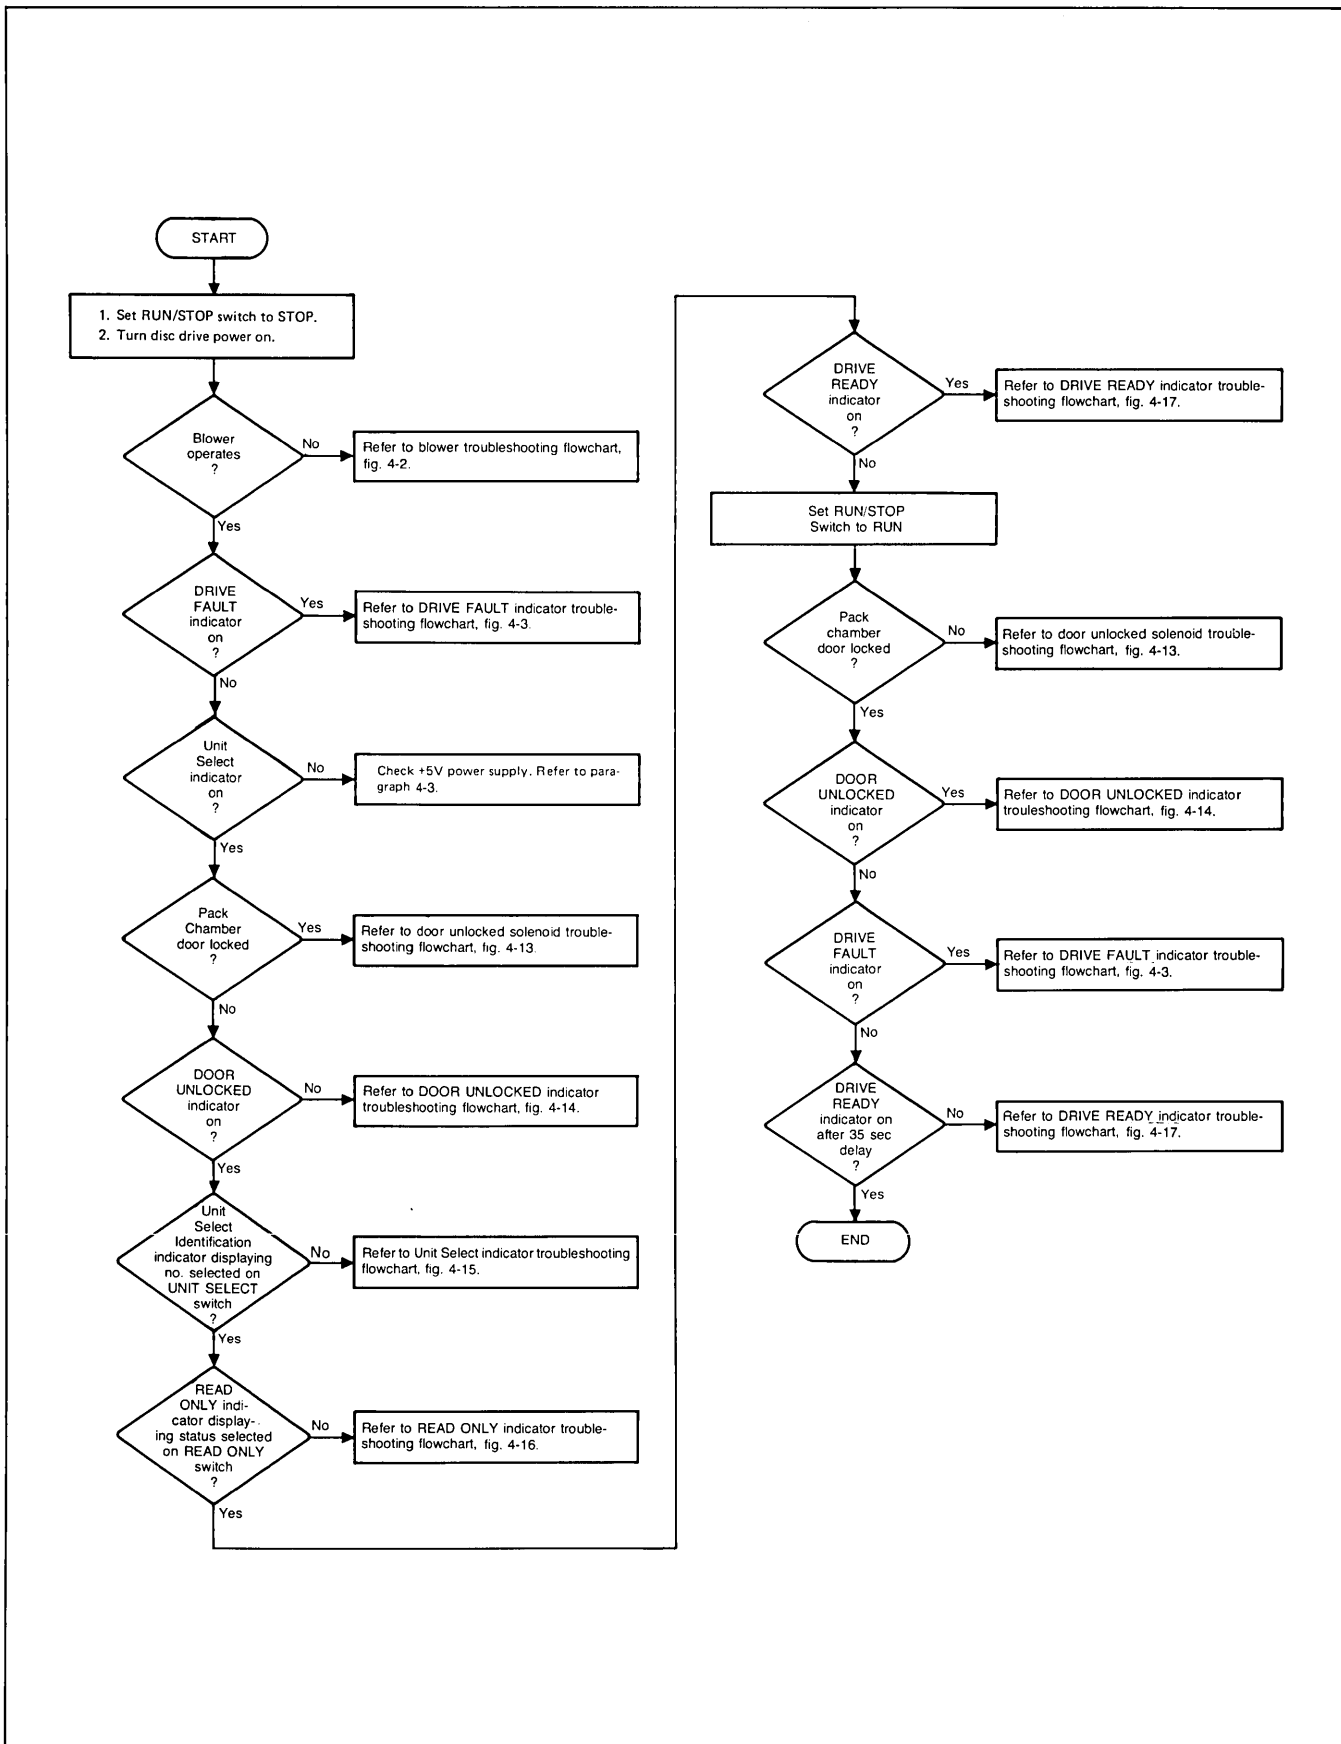 START
1. Set RUN/STOP switch to STOP.
2. Turn disc drive power on.
Blower
operates
?
No
Refer to blower troubleshooting flowchart,
fig. 4-2.
Yes
DRIVE
FAULT
indicator
on
?
Yes
Refer to DRIVE FAULT indicator trouble-
shooting flowchart, fig. 4-3.
No
Unit
Select
indicator
on
?
No
Check +5V power supply. Refer to para-
graph 4-3.
Yes
Pack
Chamber
door locked
?
Yes
Refer to door unlocked solenoid trouble-
shooting flowchart, fig. 4-13.
No
DOOR
UNLOCKED
indicator
on
?
No
Refer to DOOR UNLOCKED indicator
troubleshooting flowchart, fig. 4-14.
Yes
Unit
Select
Identification
indicator displaying
no. selected on
UNIT SELECT
switch
?
No
Refer to Unit Select indicator troubleshooting
flowchart, fig. 4-15.
Yes
READ
ONLY indi-
cator display-
ing status selected
on READ ONLY
switch
?
No
Refer to READ ONLY indicator trouble-
shooting flowchart, fig. 4-16.
Yes
DRIVE
READY
indicator
on
?
Yes
Refer to DRIVE READY indicator trouble-
shooting flowchart, fig. 4-17.
No
Set RUN/STOP
Switch to RUN
Pack
chamber
door locked
?
No
Refer to door unlocked solenoid trouble-
shooting flowchart, fig. 4-13.
Yes
DOOR
UNLOCKED
indicator
on
?
Yes
Refer to DOOR UNLOCKED indicator
trouleshooting flowchart, fig. 4-14.
No
DRIVE
FAULT
indicator
on
?
Yes
Refer to DRIVE FAULT indicator trouble-
shooting flowchart, fig. 4-3.
No
DRIVE
READY
indicator on
after 35 sec
delay
?
No
Refer to DRIVE READY indicator trouble-
shooting flowchart, fig. 4-17.
Yes
END